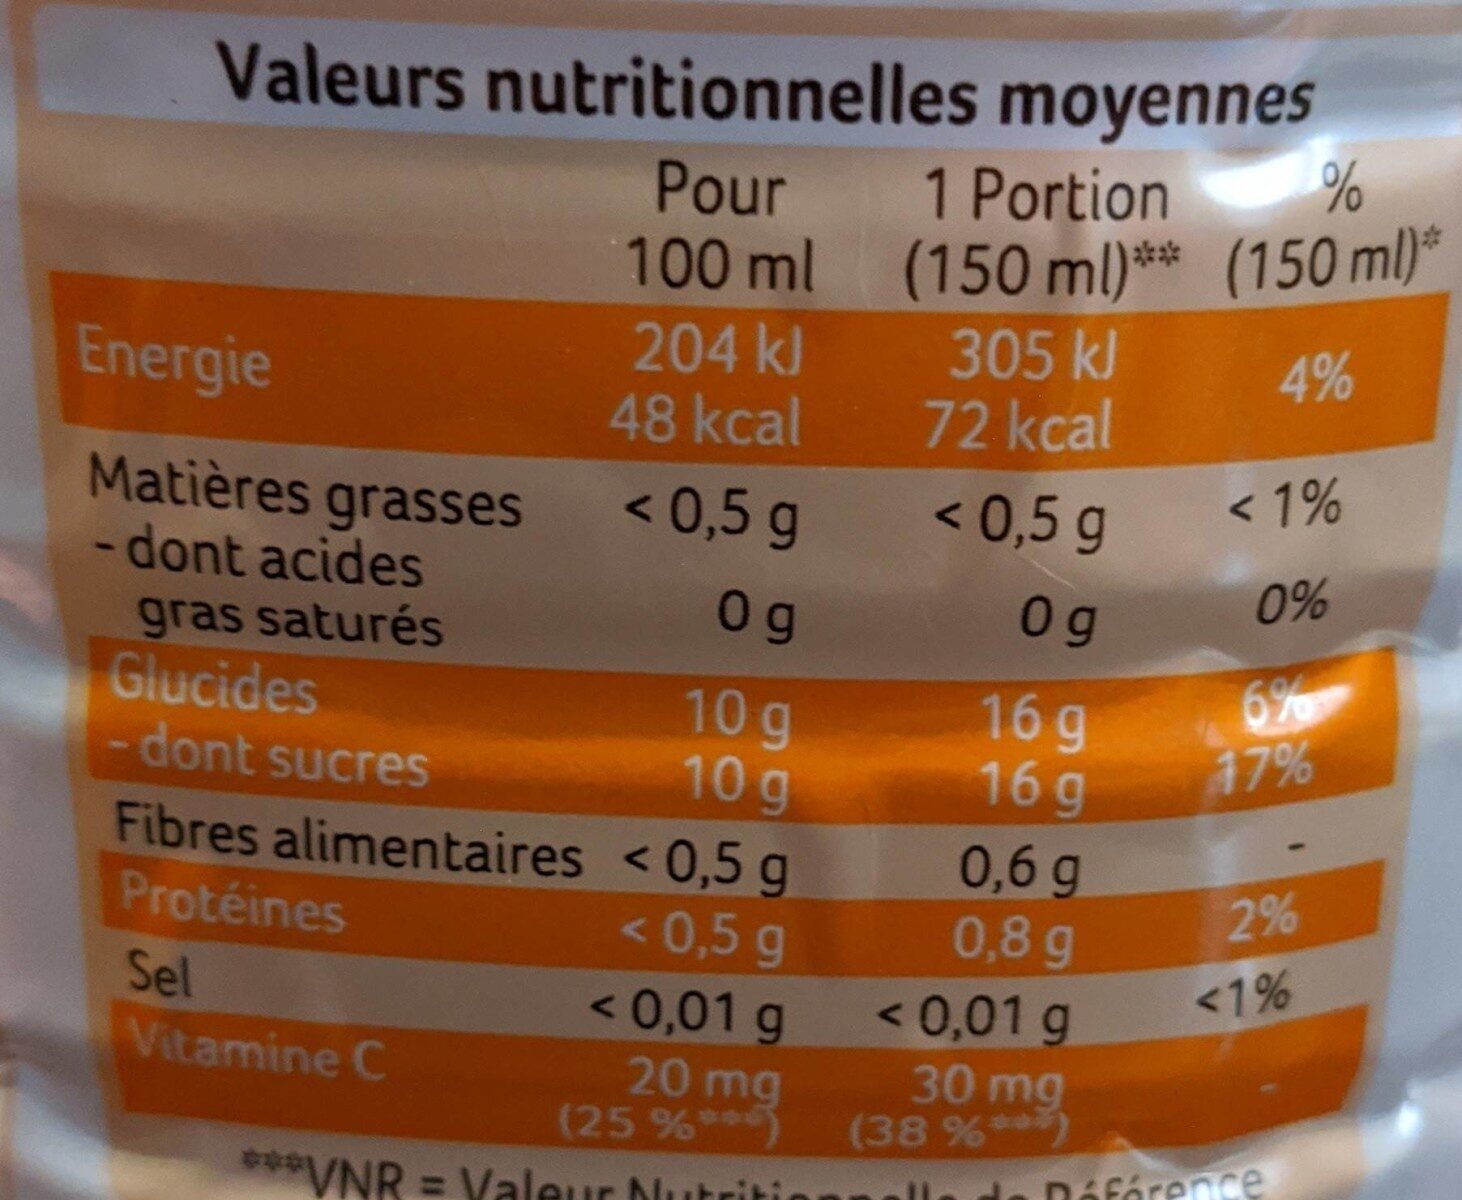 Valeurs nutritionnelles moyennes
Pour 1 Portion %
100 ml (150 ml)** (150 ml)*
Energie 204 kJ 305 kJ 4%
48 kcal 72 kcal
Matières grasses < 0,5 g < 0,5 g < 1%
- dont acides
gras saturés 0 g 0 g 0%
Glucides 10 g 16 g 6%
- dont sucres 10 g 16 g 17%
Fibres alimentaires < 0,5 g 0,6 g -
Protéines < 0,5 g 0,8 g 2%
Sel < 0,01 g < 0,01 g <1%
Vitamine C 20 mg 30 mg -
(25 %***) (38 %***)
***VNR = Valeur Nutritionnelle de Référence